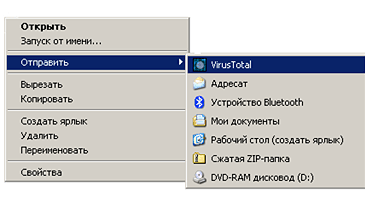 Открыть
Запуск от имени...
Отправить
Вырезать
Копировать
Создать ярлык
Удалить
Переименовать
Свойства
VirusTotal
Адресат
Устройство Bluetooth
Мои документы
Рабочий стол (создать ярлык)
Сжатая ZIP-папка
DVD-RAM дисковод (D:)